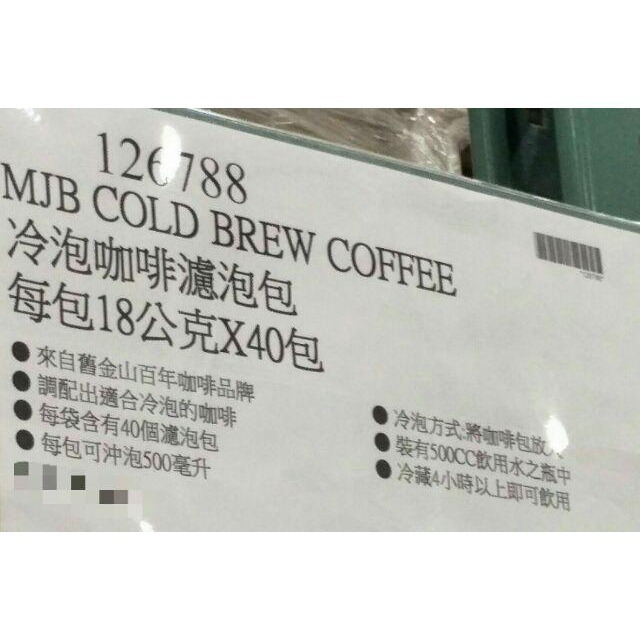 126788
MJB COLD BREW COFFEE
冷泡咖啡濾泡包
每包18公克X40包
● 來自舊金山百年咖啡品牌
● 調配出適合冷泡的咖啡
● 每袋含有40個濾泡包
● 每包可沖泡500毫升
● 冷泡方式:將咖啡包放入
● 裝有500CC飲用水之瓶中
● 冷藏4小時以上即可飲用